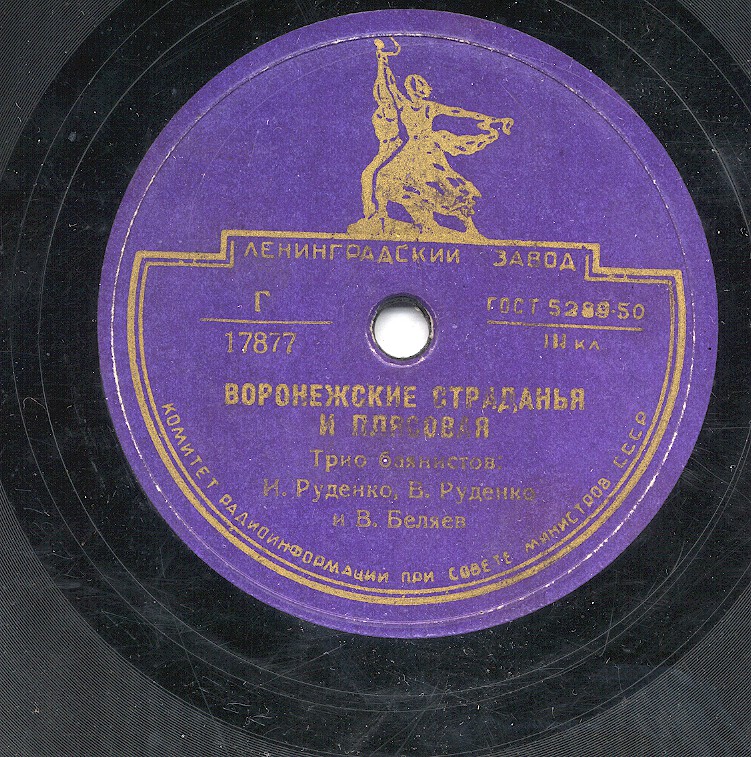 ЛЕНИНГРАДСКИЙ ЗАВОД
Г
17877
ГОСТ 5289-50
III кл
ВОРОНЕЖСКИЕ СТРАДАНЬЯ
И ПЛЯСОВАЯ
Трио баянистов
И. Руденко, В. Руденко
и В. Беляев
КОМИТЕТ РАДИОИНФОРМАЦИИ ПРИ СОВЕТЕ МИНИСТРОВ СССР